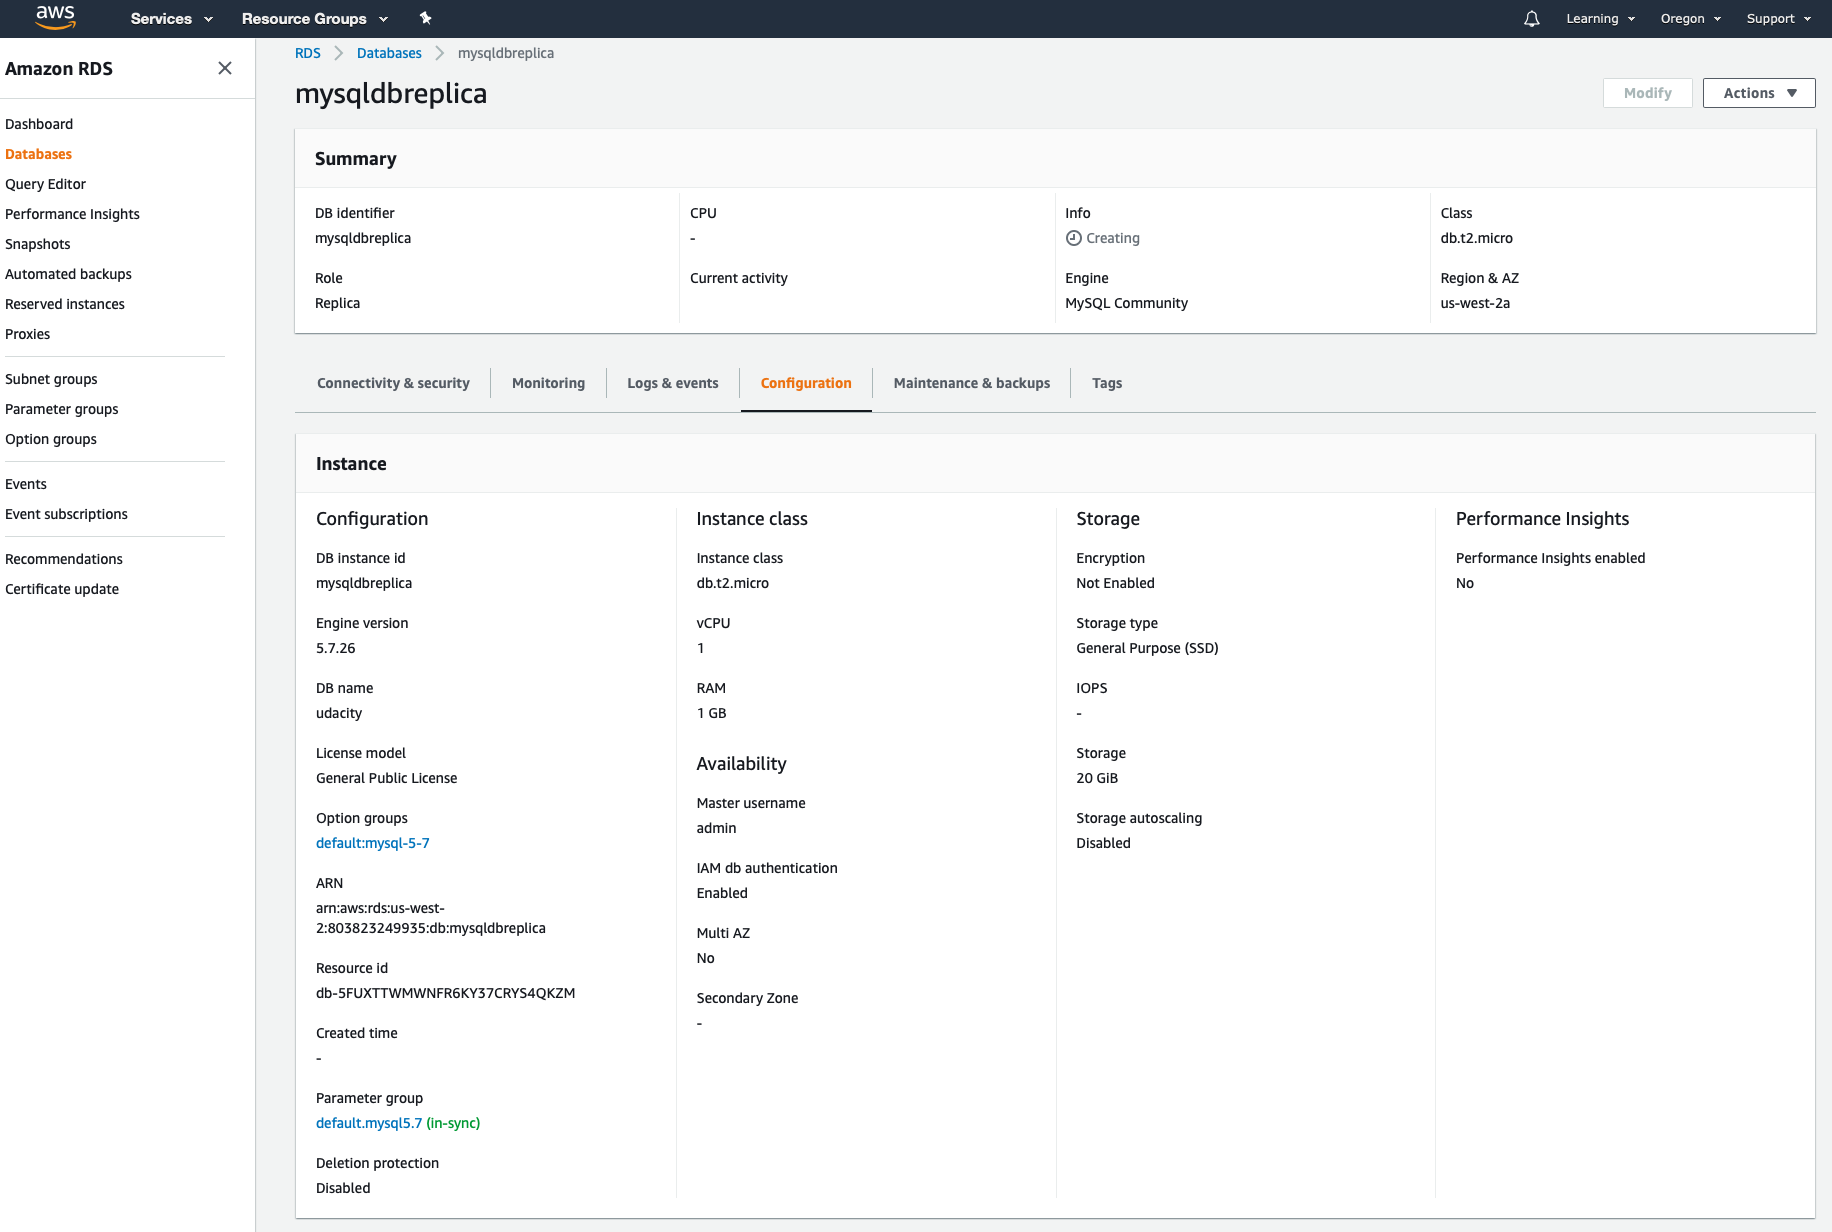 aws Services Resource Groups Learning Oregon Support
Amazon RDS
Dashboard
Databases
Query Editor
Performance Insights
Snapshots
Automated backups
Reserved instances
Proxies
Subnet groups
Parameter groups
Option groups
Events
Event subscriptions
Recommendations
Certificate update
RDS Databases mysqldbreplica
mysqldbreplica
Modify Actions
Summary
DB identifier
mysqldbreplica
Role
Replica
CPU
-
Current activity
Info
Creating
Engine
MySQL Community
Class
db.t2.micro
Region & AZ
us-west-2a
Connectivity & security Monitoring Logs & events Configuration Maintenance & backups Tags
Instance
Configuration
DB instance id
mysqldbreplica
Engine version
5.7.26
DB name
udacity
License model
General Public License
Option groups
default:mysql-5-7
ARN
arn:aws:rds:us-west-
2:803823249935:db:mysqldbreplica
Resource id
db-5FUXTTWMWNFR6KY37CRYS4QKZM
Created time
-
Parameter group
default.mysql5.7 (in-sync)
Deletion protection
Disabled
Instance class
Instance class
db.t2.micro
vCPU
1
RAM
1 GB
Availability
Master username
admin
IAM db authentication
Enabled
Multi AZ
No
Secondary Zone
-
Storage
Encryption
Not Enabled
Storage type
General Purpose (SSD)
IOPS
-
Storage
20 GiB
Storage autoscaling
Disabled
Performance Insights
Performance Insights enabled
No